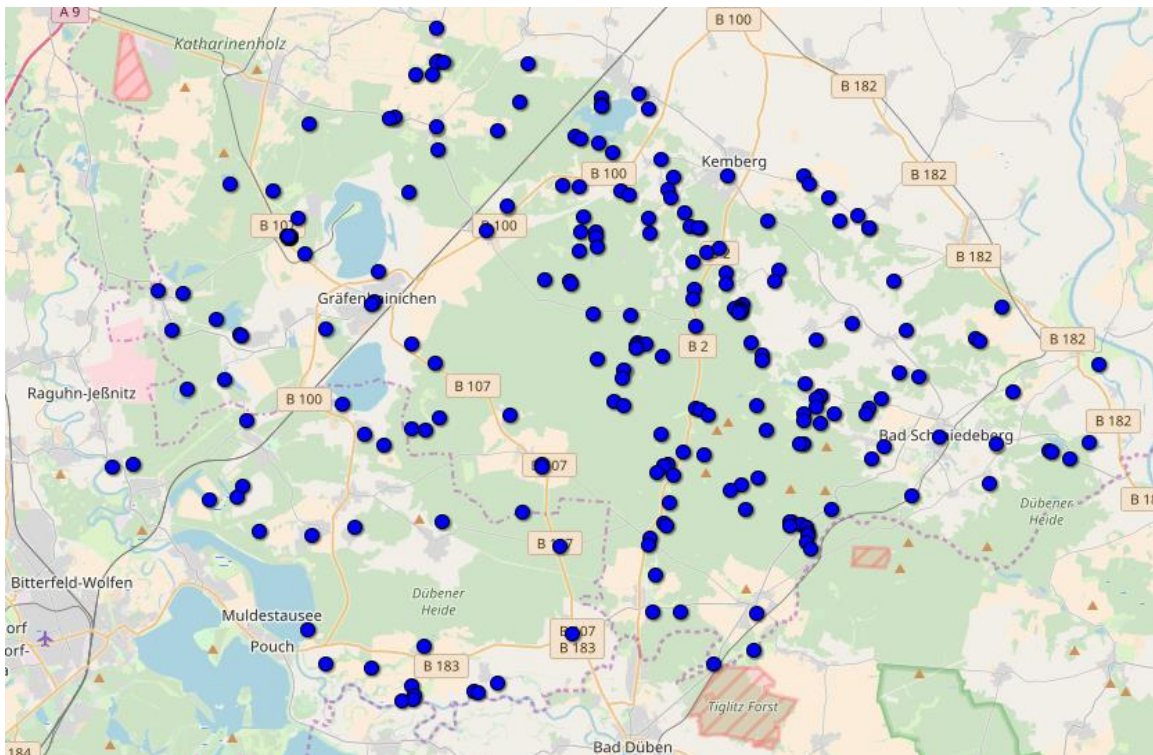 A 9
B 100
Katharinenholz
B 182
Kemberg
B 100
B 182
B 100
B 182
Gräfenhainichen
B 182
B 2
Raguhn-Jeßnitz
B 107
B 100
B 182
Bad Schmiedeberg
B 107
Dübener
Heide
Bitterfeld-Wolfen
Dübener
Heide
Muldestausee
Pouch
B 183
B 183
Tiglitz Forst
Bad Düben
184